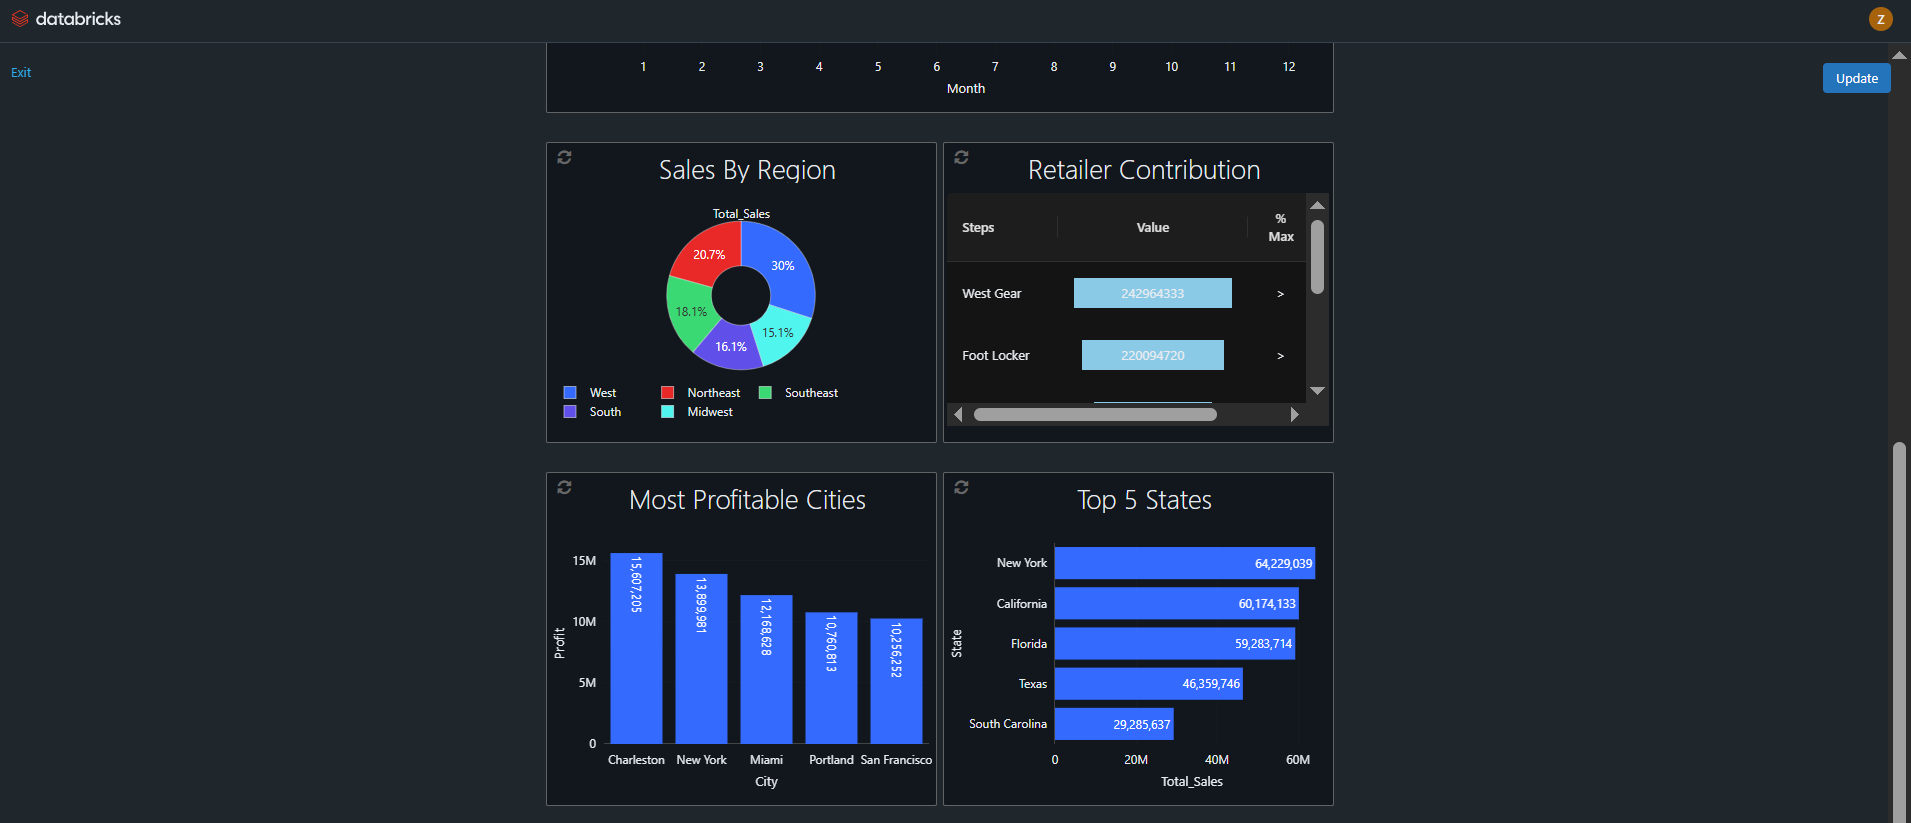 databricks
Z
Exit
Update
1 2 3 4 5 6 7 8 9 10 11 12
Month
Sales By Region
Total_Sales
20.7%
30%
18.1%
15.1%
16.1%
West
Northeast
Southeast
South
Midwest
Retailer Contribution
Steps
Value
% Max
West Gear
242964333
>
Foot Locker
220094720
>
Most Profitable Cities
Profit
15M
10M
5M
0
15,607,205
13,899,981
12,168,628
10,760,813
10,256,252
Charleston
New York
Miami
Portland
San Francisco
City
Top 5 States
State
New York
64,229,039
California
60,174,133
Florida
59,283,714
Texas
46,359,746
South Carolina
29,285,637
0
20M
40M
60M
Total_Sales